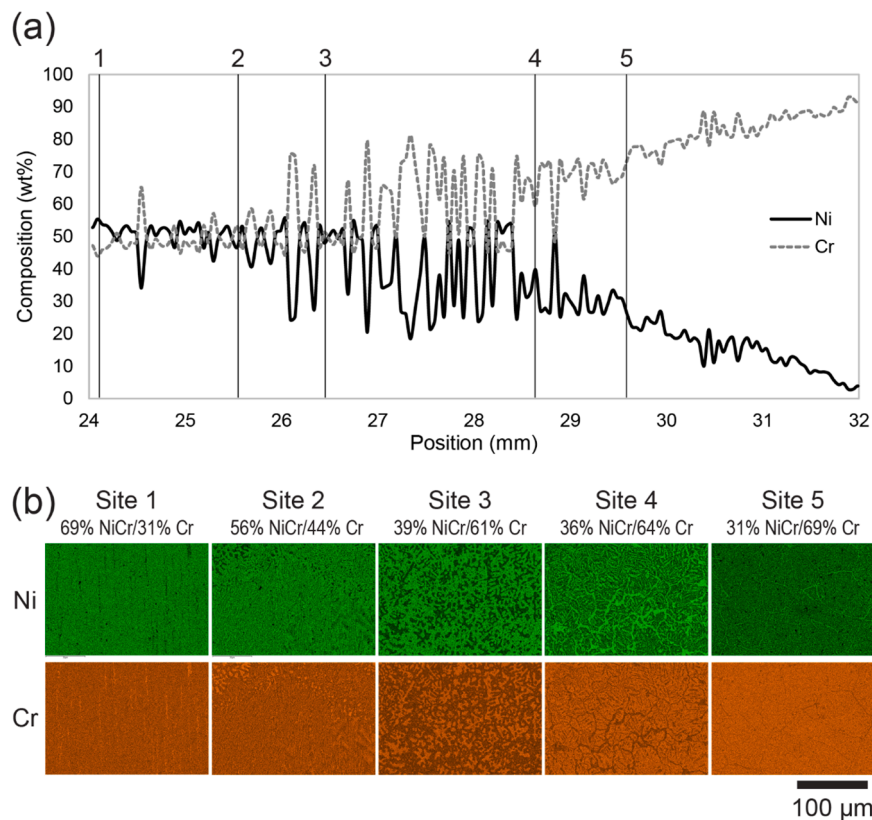 (a)
1 2 3 4 5
100
90
80
70
60
50
40
30
20
10
0
Composition (wt%)
Ni
Cr
24 25 26 27 28 29 30 31 32
Position (mm)
(b)
Site 1 Site 2 Site 3 Site 4 Site 5
69% NiCr/31% Cr 56% NiCr/44% Cr 39% NiCr/61% Cr 36% NiCr/64% Cr 31% NiCr/69% Cr
Ni
Cr
100 µm